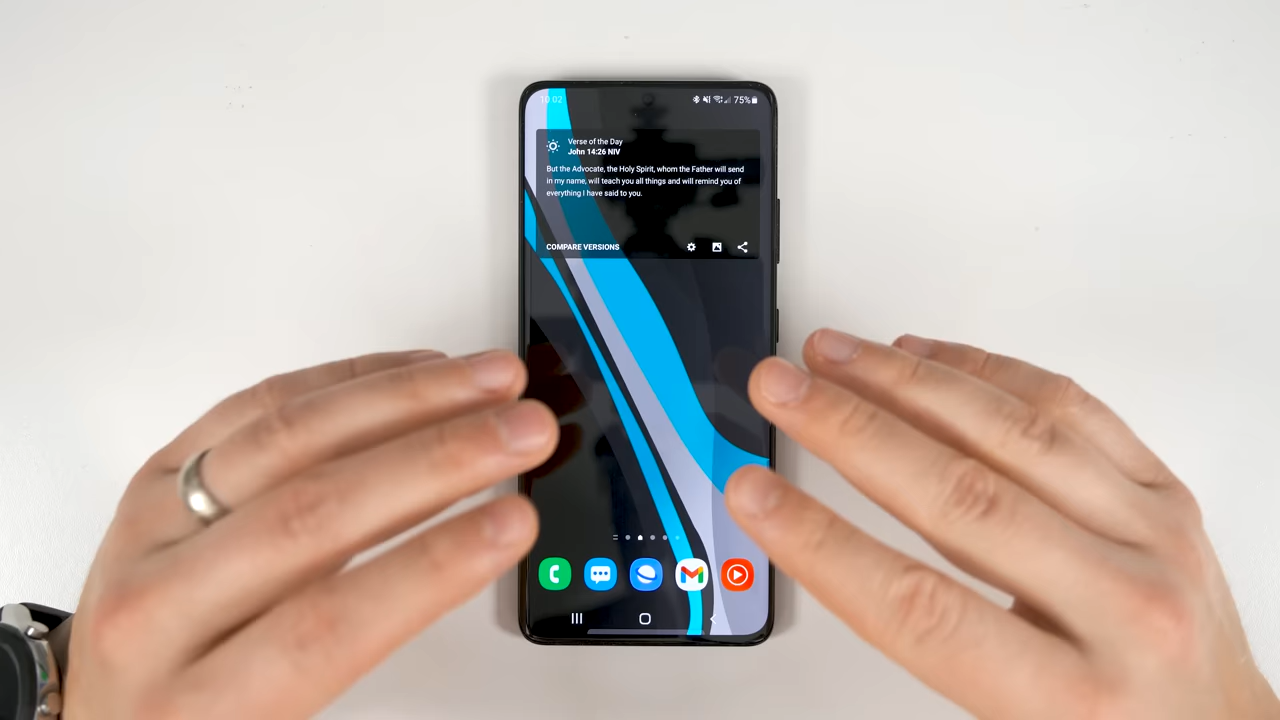 10:02
75%
Verse of the Day
John 14:26 NIV
But the Advocate, the Holy Spirit, whom the Father will send
in my name, will teach you all things and will remind you of
everything I have said to you.
COMPARE VERSIONS